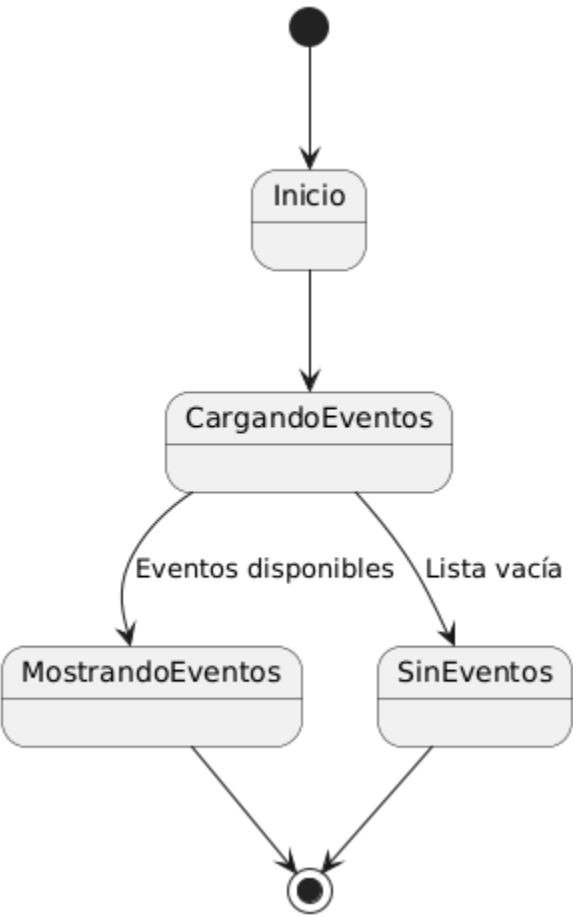 Inicio
CargandoEventos
Eventos disponibles
Lista vacía
MostrandoEventos
SinEventos